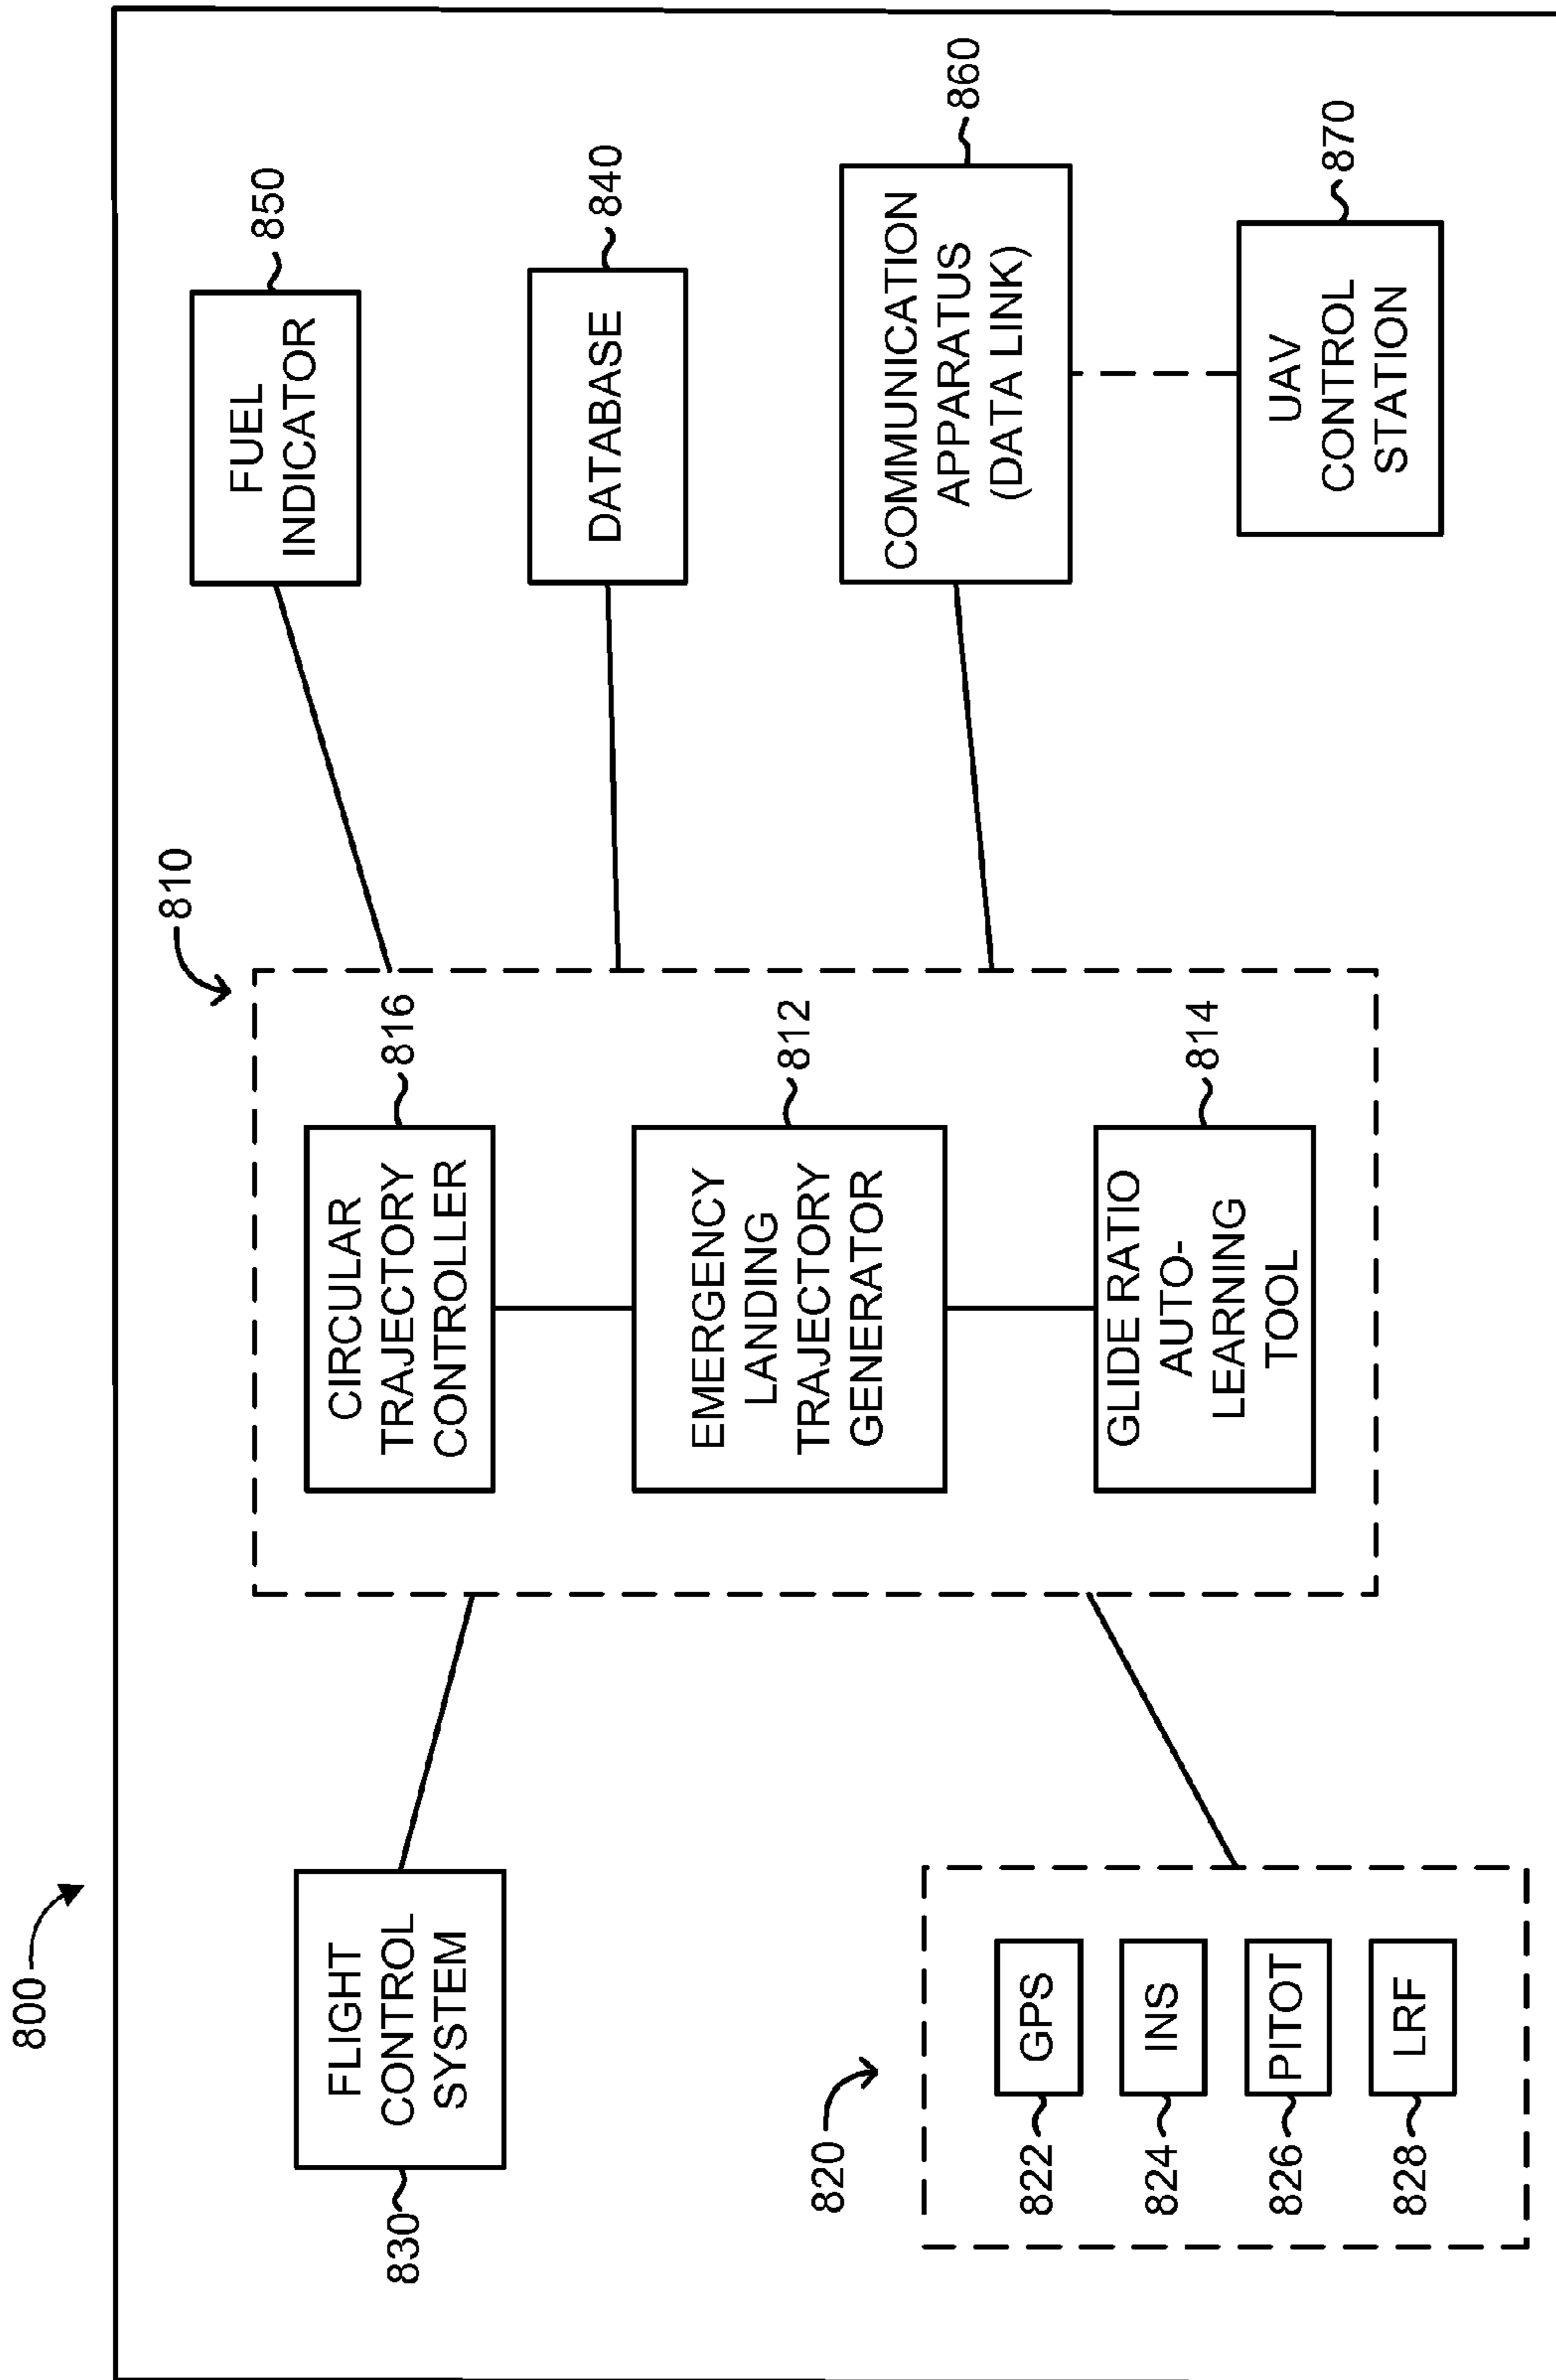 800
810
FLIGHT
CONTROL
SYSTEM
830
820
GPS
822
INS
824
PITOT
826
LRF
828
CIRCULAR
TRAJECTORY
CONTROLLER
816
EMERGENCY
LANDING
TRAJECTORY
GENERATOR
812
GLIDE RATIO
AUTO-
LEARNING
TOOL
814
FUEL
INDICATOR
850
DATABASE
840
COMMUNICATION
APPARATUS
(DATA LINK)
860
UAV
CONTROL
STATION
870